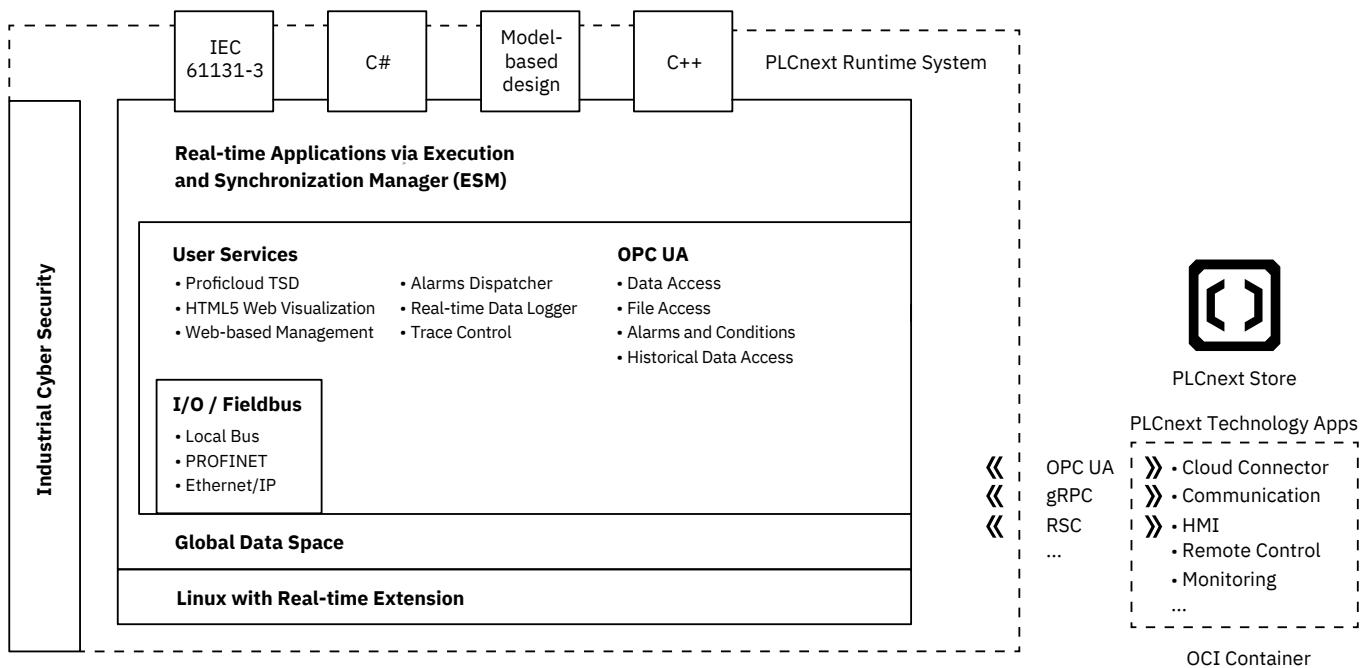 IEC
61131-3
C#
Model-
based
design
C++
PLCnext Runtime System
Industrial Cyber Security
Real-time Applications via Execution
and Synchronization Manager (ESM)
User Services
• Proficloud TSD
• HTML5 Web Visualization
• Web-based Management
• Alarms Dispatcher
• Real-time Data Logger
• Trace Control
OPC UA
• Data Access
• File Access
• Alarms and Conditions
• Historical Data Access
I/O / Fieldbus
• Local Bus
• PROFINET
• Ethernet/IP
Global Data Space
Linux with Real-time Extension
OPC UA
gRPC
RSC
...
PLCnext Store
PLCnext Technology Apps
• Cloud Connector
• Communication
• HMI
• Remote Control
• Monitoring
...
OCI Container